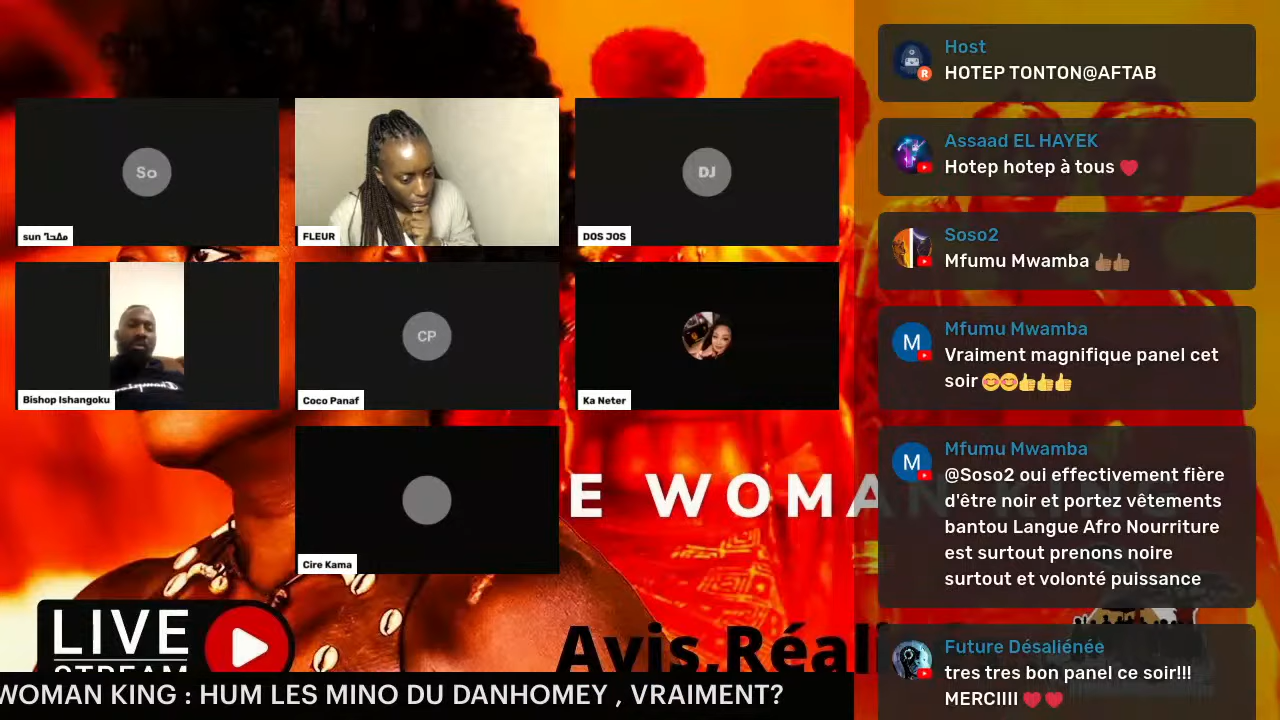 So
FLEUR
DJ
DOS JOS
sun
Bishop Ishangoku
CP
Coco Panaf
Ka Neter
Cire Kama
E WOMAN
LIVE
STREAM
Avis,Réali
WOMAN KING : HUM LES MINO DU DANHOMEY , VRAIMENT?
Host
HOTEP TONTON@AFTAB
Assaad EL HAYEK
Hotep hotep à tous ❤️
Soso2
Mfumu Mwamba 👍🏽👍🏽
M
Mfumu Mwamba
Vraiment magnifique panel cet
soir 😊😊👍👍👍
M
Mfumu Mwamba
@Soso2 oui effectivement fière
d'être noir et portez vêtements
bantou Langue Afro Nourriture
est surtout prenons noire
surtout et volonté puissance
Future Désaliénée
tres tres bon panel ce soir!!!
MERCIIII ❤️❤️